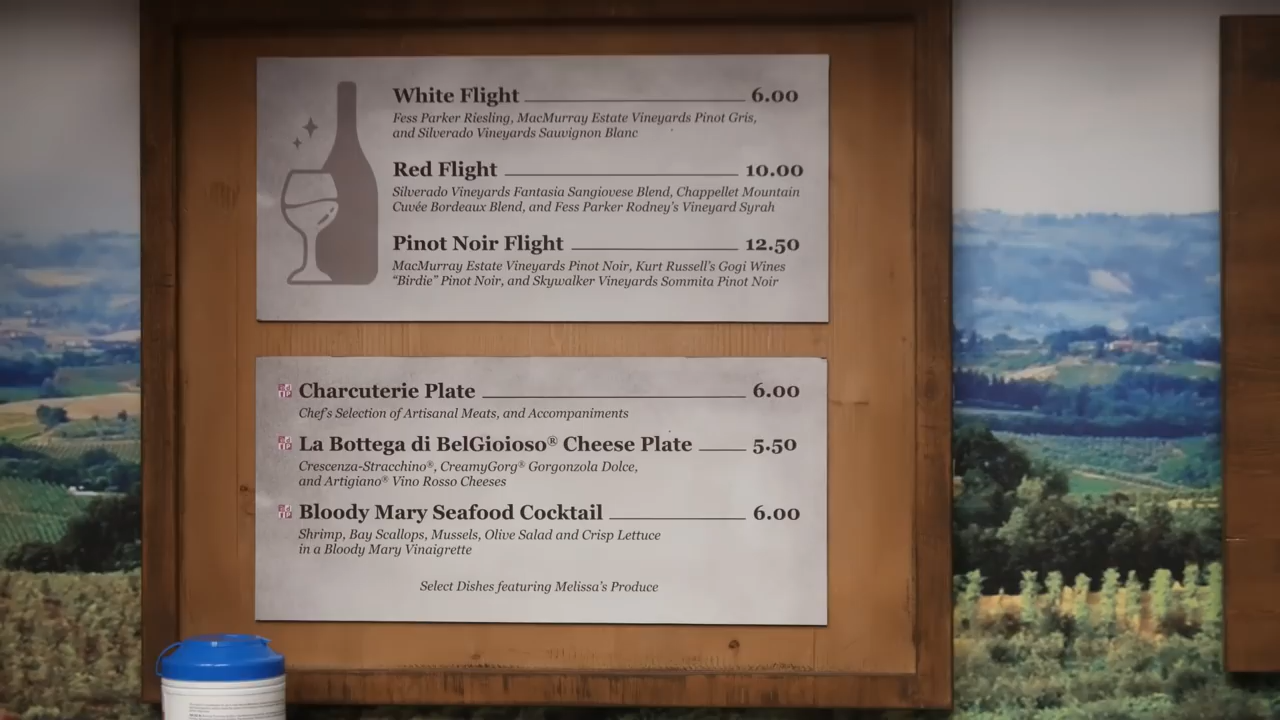 White Flight 6.00
Fess Parker Riesling, MacMurray Estate Vineyards Pinot Gris,
and Silverado Vineyards Sauvignon Blanc
Red Flight 10.00
Silverado Vineyards Fantasia Sangiovese Blend, Chappellet Mountain
Cuvée Bordeaux Blend, and Fess Parker Rodney's Vineyard Syrah
Pinot Noir Flight 12.50
MacMurray Estate Vineyards Pinot Noir, Kurt Russell's Gogi Wines
“Birdie” Pinot Noir, and Skywalker Vineyards Sommita Pinot Noir
Charcuterie Plate 6.00
Chef's Selection of Artisanal Meats, and Accompaniments
La Bottega di BelGioioso® Cheese Plate 5.50
Crescenza-Stracchino®, CreamyGorg® Gorgonzola Dolce,
and Artigiano® Vino Rosso Cheeses
Bloody Mary Seafood Cocktail 6.00
Shrimp, Bay Scallops, Mussels, Olive Salad and Crisp Lettuce
in a Bloody Mary Vinaigrette
Select Dishes featuring Melissa's Produce